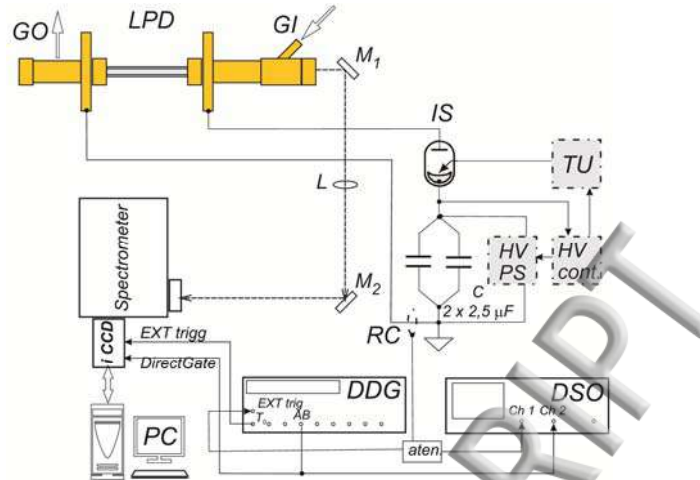 GO
LPD
GI
M1
IS
TU
L
Spectrometer
HV PS
HV cont.
M2
C
2 x 2,5 µF
RC
i CCD
EXT trigg
DirectGate
DDG
EXT trig
T₀
AB
DSO
Ch 1
Ch 2
aten.
PC
RIPT